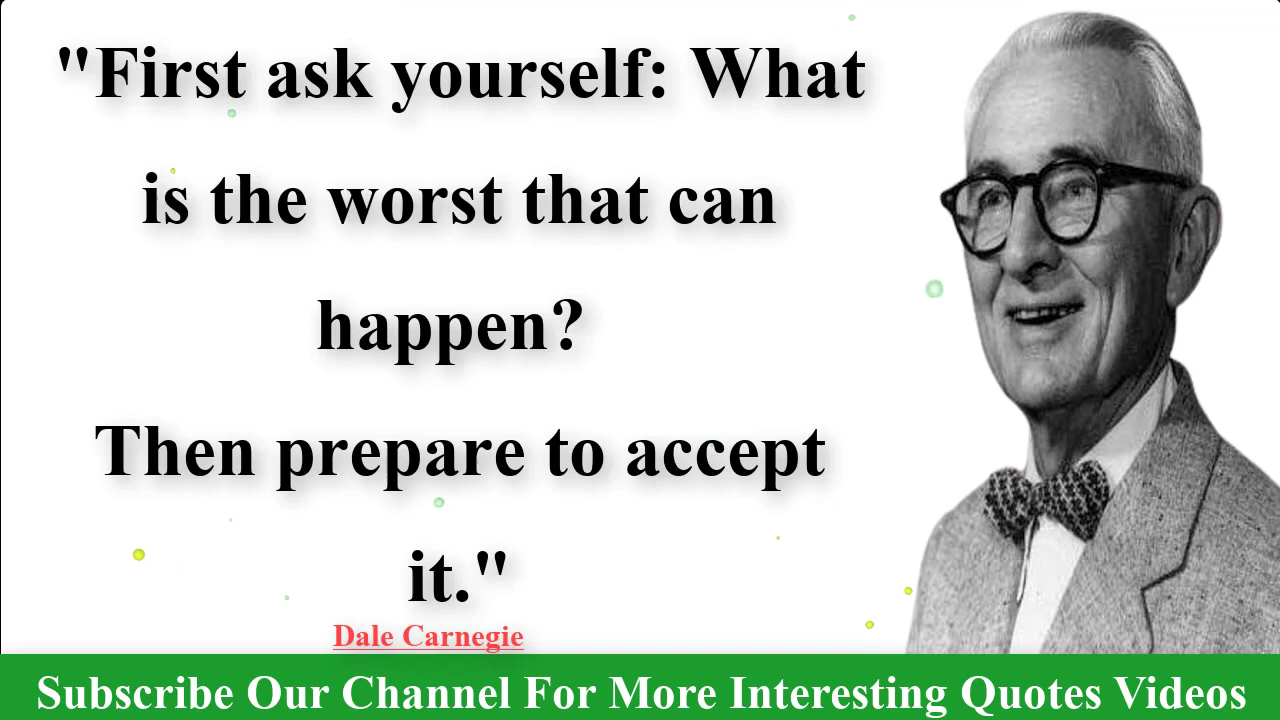 "First ask yourself: What
is the worst that can
happen?
Then prepare to accept
it."
Dale Carnegie
Subscribe Our Channel For More Interesting Quotes Videos